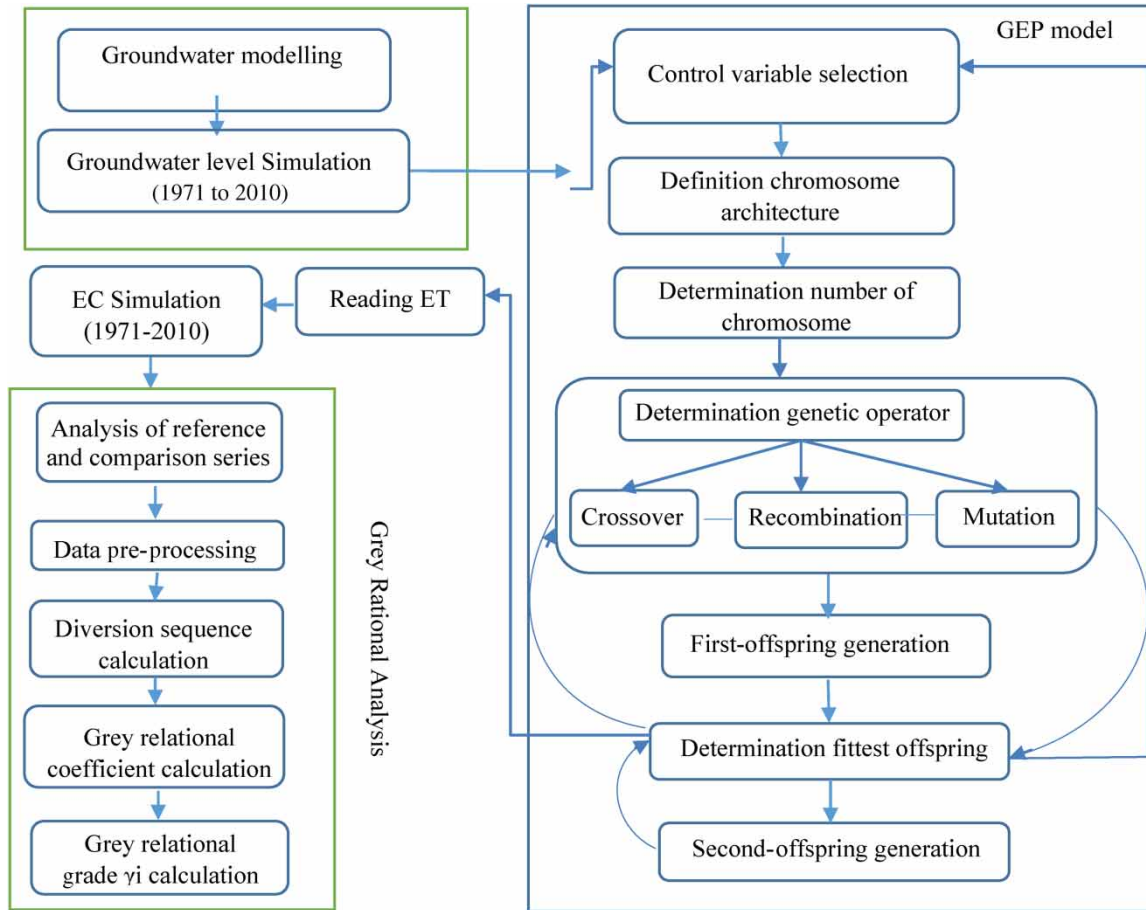 Groundwater modelling
Groundwater level Simulation
(1971 to 2010)
EC Simulation
(1971-2010)
Reading ET
Analysis of reference
and comparison series
Data pre-processing
Diversion sequence
calculation
Grey relational
coefficient calculation
Grey relational
grade γi calculation
Grey Rational Analysis
GEP model
Control variable selection
Definition chromosome
architecture
Determination number of
chromosome
Determination genetic operator
Crossover
Recombination
Mutation
First-offspring generation
Determination fittest offspring
Second-offspring generation